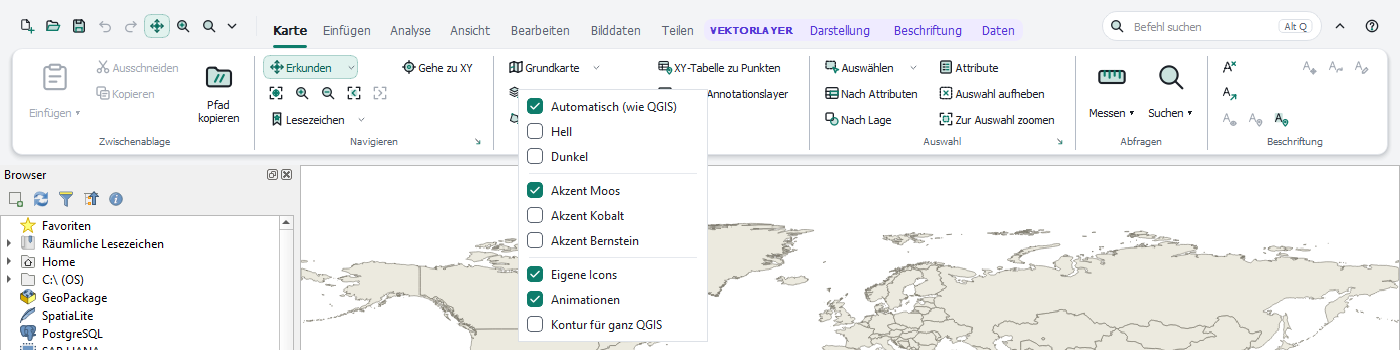 Karte Einfügen Analyse Ansicht Bearbeiten Bilddaten Teilen VEKTORLAYER Darstellung Beschriftung Daten Befehl suchen Alt Q
Einfügen
Ausschneiden
Kopieren
Pfad kopieren
Zwischenablage
Erkunden
Gehe zu XY
Lesezeichen
Navigieren
Grundkarte
XY-Tabelle zu Punkten
Annotationslayer
Auswählen
Nach Attributen
Nach Lage
Attribute
Auswahl aufheben
Zur Auswahl zoomen
Auswahl
Messen
Suchen
Abfragen
Beschriftung
Automatisch (wie QGIS)
Hell
Dunkel
Akzent Moos
Akzent Kobalt
Akzent Bernstein
Eigene Icons
Animationen
Kontur für ganz QGIS
Browser
Favoriten
Räumliche Lesezeichen
Home
C:\ (OS)
GeoPackage
SpatiaLite
PostgreSQL